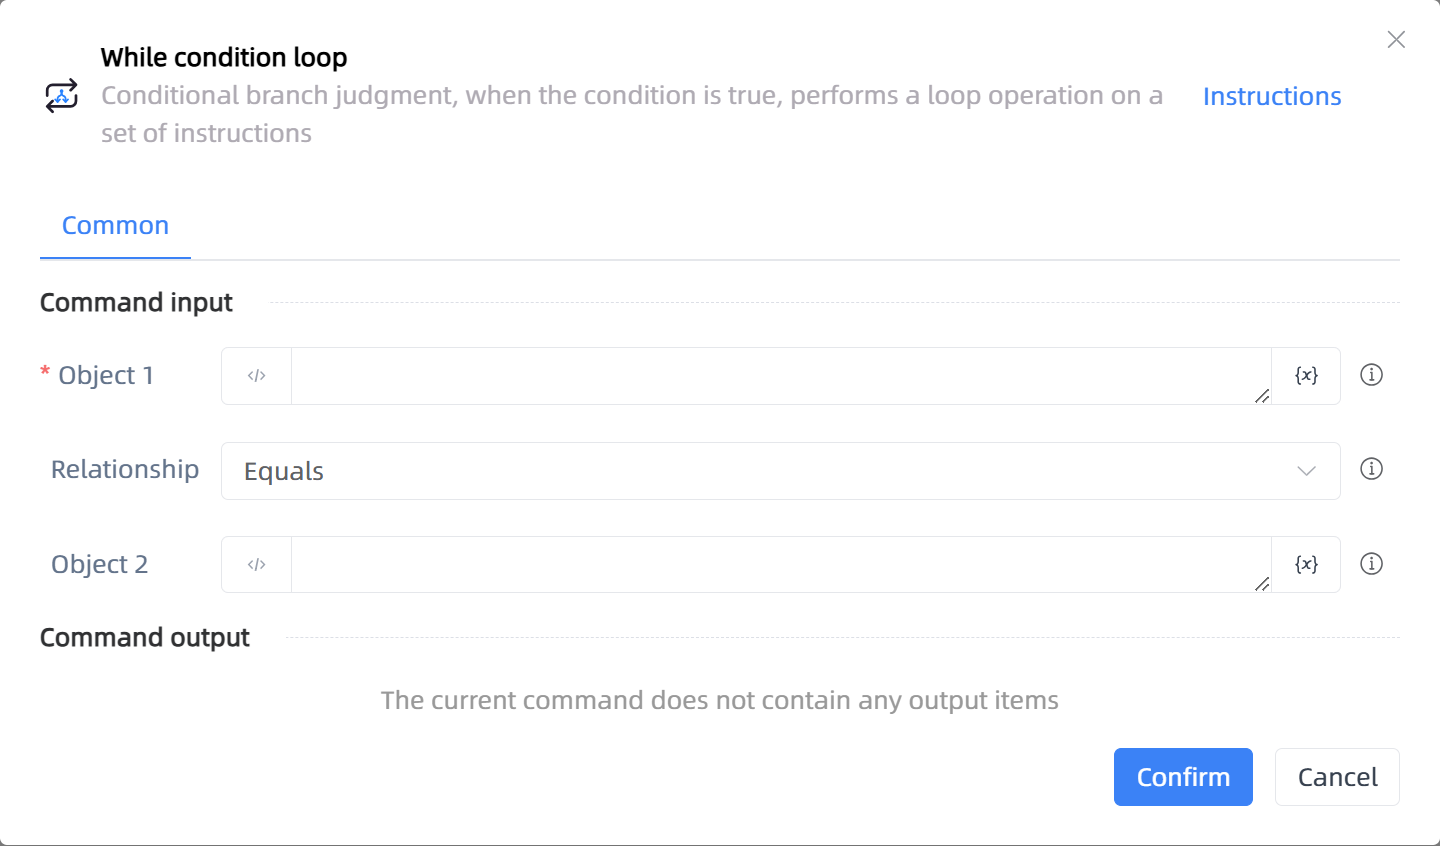 While condition loop
Conditional branch judgment, when the condition is true, performs a loop operation on a
set of instructions
Instructions
Common
Command input
* Object 1
</>
{x}
Relationship
Equals
Object 2
</>
{x}
Command output
The current command does not contain any output items
Confirm
Cancel